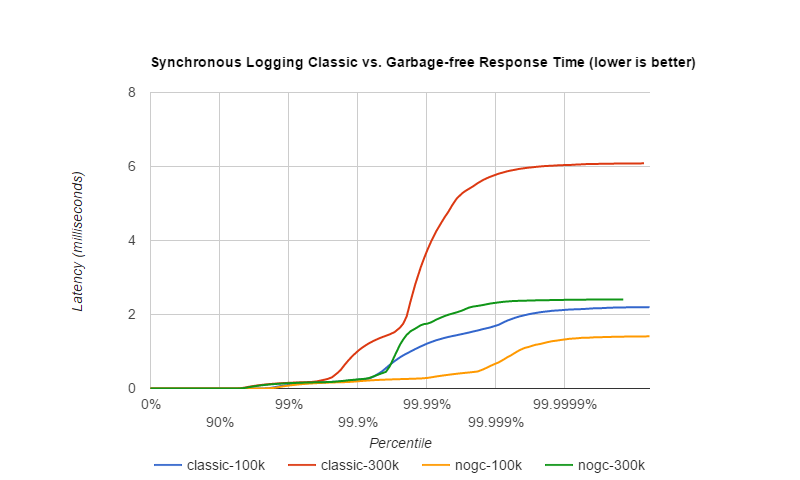 Synchronous Logging Classic vs. Garbage-free Response Time (lower is better)
8
6
4
2
0
Latency (milliseconds)
0% 99% 99.99% 99.9999%
90% 99.9% 99.999%
Percentile
classic-100k classic-300k nogc-100k nogc-300k